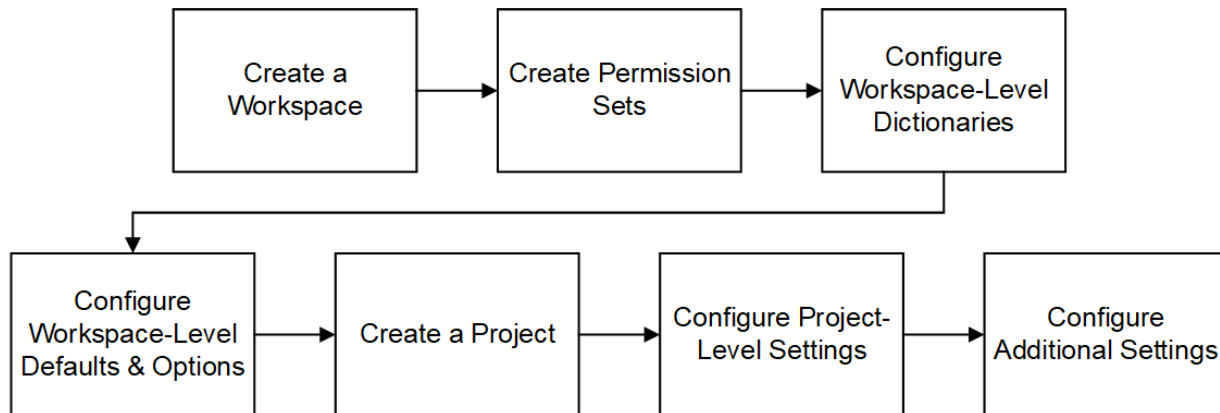 Create a
Workspace
Create Permission
Sets
Configure
Workspace-Level
Dictionaries
Configure
Workspace-Level
Defaults & Options
Create a Project
Configure Project-
Level Settings
Configure
Additional Settings